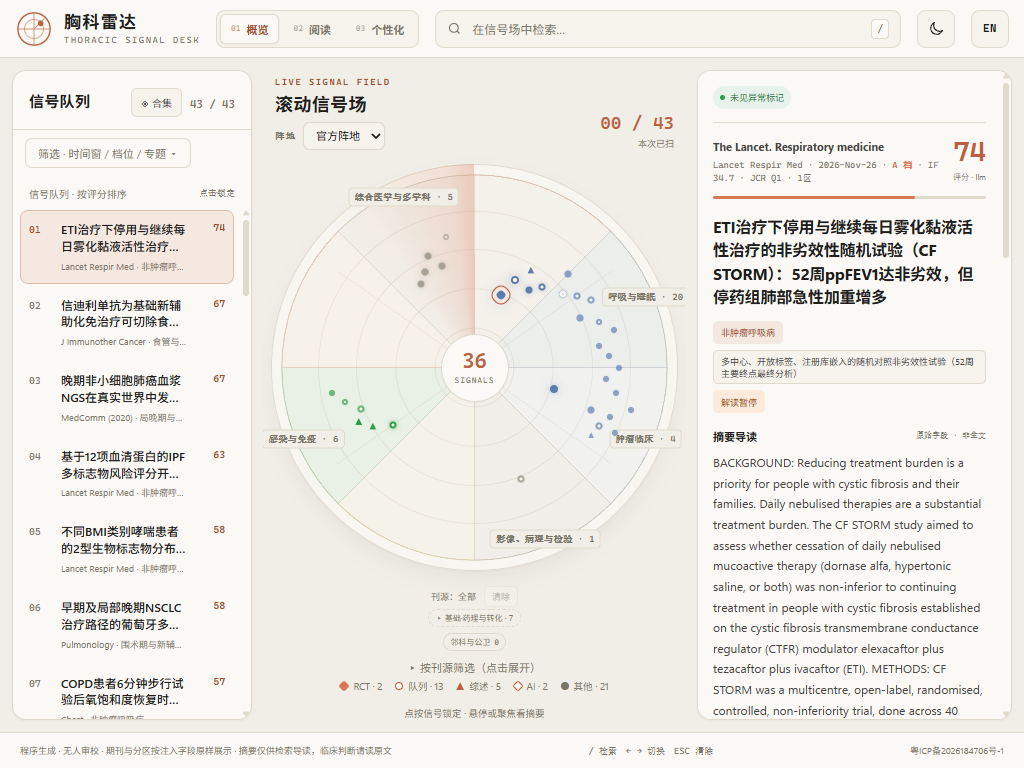 胸科雷达
THORACIC SIGNAL DESK
01 概览
02 阅读
03 个性化
在信号场中检索...
/
EN
信号队列
◈ 合集
43 / 43
筛选 · 时间窗 / 档位 / 专题
信号队列 · 按评分排序
点击锁定
01
ETI治疗下停用与继续每
日雾化黏液活性治疗...
74
Lancet Respir Med · 非肿瘤呼...
02
信迪利单抗为基础新辅
助化免治疗可切除食...
67
J Immunother Cancer · 食管与...
03
晚期非小细胞肺癌血浆
NGS在真实世界中发...
67
MedComm (2020) · 局晚期与...
04
基于12项血清蛋白的IPF
多标志物风险评分开...
63
Lancet Respir Med · 非肿瘤呼...
05
不同BMI类别哮喘患者
的2型生物标志物分布...
58
Lancet Respir Med · 非肿瘤呼...
06
早期及局部晚期NSCLC
治疗路径的葡萄牙多...
58
Pulmonology · 围术期与新辅...
07
COPD患者6分钟步行试
验后氧饱和度恢复时...
57
Chest · 非肿瘤呼吸病
LIVE SIGNAL FIELD
滚动信号场
阵地
官方阵地
00 / 43
本次已扫
综合医学与多学科 · 5
呼吸与睡眠 · 20
36
SIGNALS
感染与免疫 · 6
肿瘤临床 · 4
影像、病理与检验 · 1
刊源：全部
清除
▸ 基础·药理与转化 · 7
邻科与公卫 0
▸ 按刊源筛选（点击展开）
RCT · 2
队列 · 13
综述 · 5
AI · 2
其他 · 21
点按信号锁定 · 悬停或聚焦看摘要
未见异常标记
The Lancet. Respiratory medicine
Lancet Respir Med · 2026-Nov-26 · A 档 · IF
34.7 · JCR Q1 · 1区
74
评分 · llm
ETI治疗下停用与继续每日雾化黏液活
性治疗的非劣效性随机试验（CF
STORM）：52周ppFEV1达非劣效，但
停药组肺部急性加重增多
非肿瘤呼吸病
多中心、开放标签、注册库嵌入的随机对照非劣效性试验（52周
主要终点最终分析）
解读暂停
摘要导读
原始字段 · 非全文
BACKGROUND: Reducing treatment burden is a
priority for people with cystic fibrosis and their
families. Daily nebulised therapies are a substantial
treatment burden. The CF STORM study aimed to
assess whether cessation of daily nebulised
mucoactive therapy (dornase alfa, hypertonic
saline, or both) was non-inferior to continuing
treatment in people with cystic fibrosis established
on the cystic fibrosis transmembrane conductance
regulator (CFTR) modulator elexacaftor plus
tezacaftor plus ivacaftor (ETI). METHODS: CF
STORM was a multicentre, open-label, randomised,
controlled, non-inferiority trial, done across 40
程序生成 · 无人审校 · 期刊与分区按注入字段原样展示 · 摘要仅供检索导读，临床判断请读原文
/ 检索 ← → 切换 ESC 清除
粤ICP备2026184706号-1